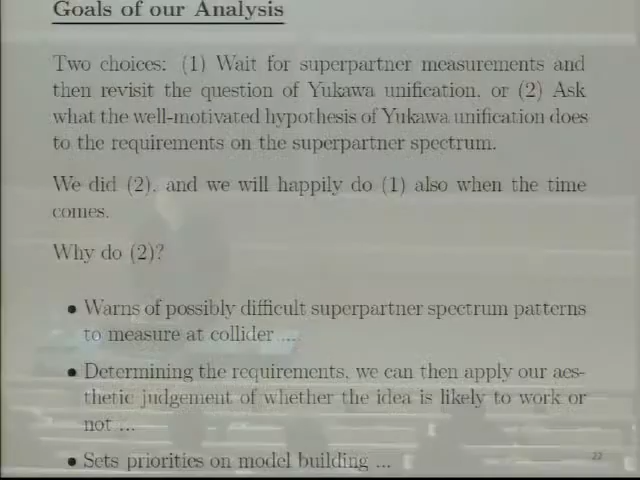 Goals of our Analysis
Two choices: (1) Wait for superpartner measurements and
then revisit the question of Yukawa unification, or (2) Ask
what the well-motivated hypothesis of Yukawa unification does
to the requirements on the superpartner spectrum.
We did (2), and we will happily do (1) also when the time
comes.
Why do (2)?
• Warns of possibly difficult superpartner spectrum patterns
to measure at collider ....
• Determining the requirements, we can then apply our aes-
thetic judgement of whether the idea is likely to work or
not ...
• Sets priorities on model building ...
22